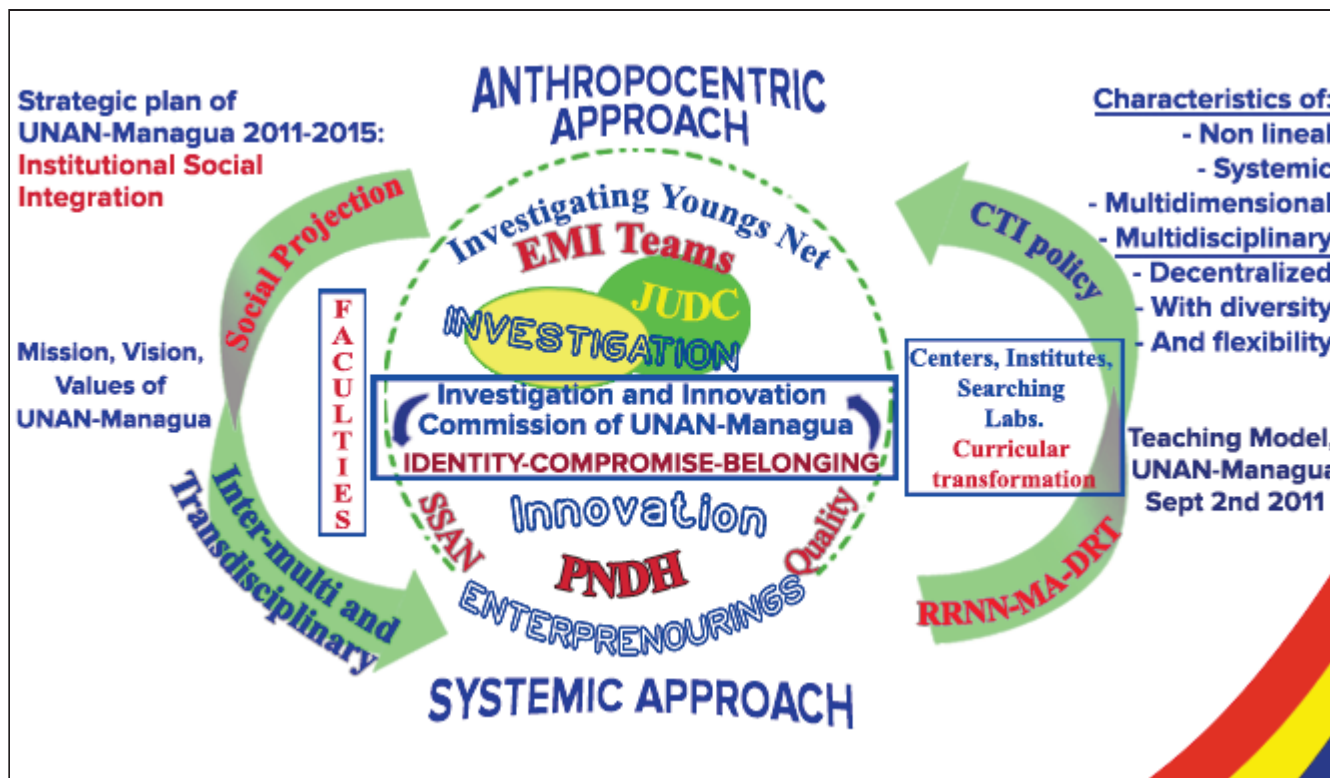 ANTHROPOCENTRIC
APPROACH
Strategic plan of
UNAN-Managua 2011-2015:
Institutional Social
Integration
Characteristics of:
- Non lineal
- Systemic
- Multidimensional
- Multidisciplinary
- Decentralized
- With diversity
- And flexibility
Social Projection
Investigating Youngs Net
EMI Teams
JUDC
INVESTIGATION
CTI policy
FACULTIES
Mission, Vision,
Values of
UNAN-Managua
Investigation and Innovation
Commission of UNAN-Managua
IDENTITY-COMPROMISE-BELONGING
Centers, Institutes,
Searching
Labs.
Curricular
transformation
Teaching Model,
UNAN-Managua
Sept 2nd 2011
Inter-multi and
Transdisciplinary
SSAN
Innovation
Quality
PNDH
ENTERPRENOURINGS
RRNN-MA-DRT
SYSTEMIC APPROACH